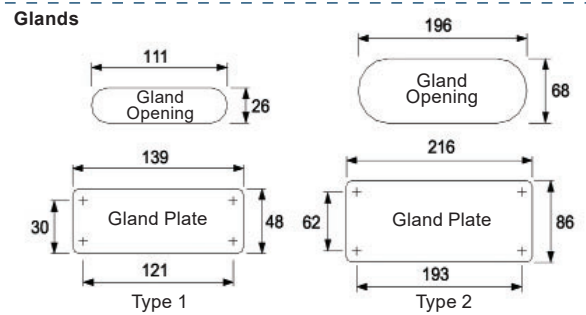 Glands
111
Gland
Opening
26
196
Gland
Opening
68
139
Gland Plate
30
48
121
Type 1
216
Gland Plate
62
86
193
Type 2